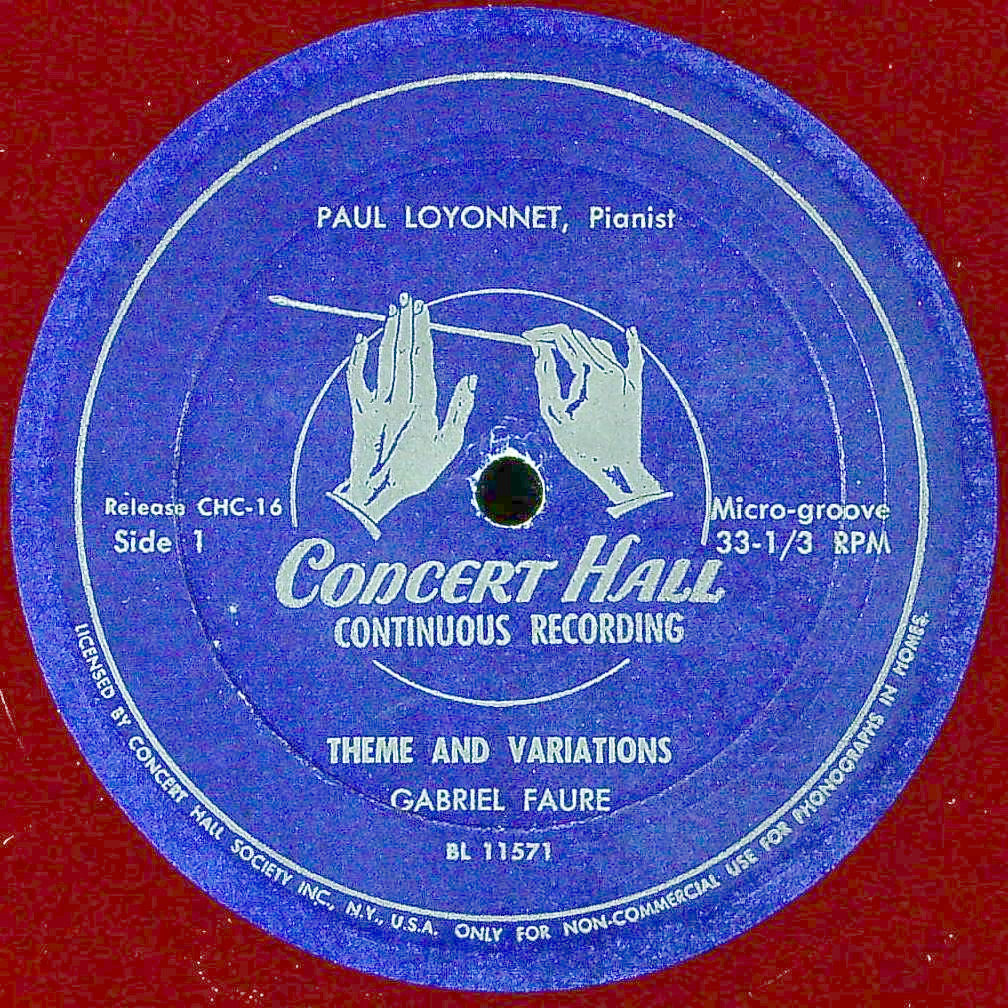 PAUL LOYONNET, Pianist
Release CHC-16
Side 1
Micro-groove
33-1/3 RPM
CONCERT HALL
CONTINUOUS RECORDING
THEME AND VARIATIONS
GABRIEL FAURE
BL 11571
LICENSED BY CONCERT HALL SOCIETY INC., N.Y., U.S.A. ONLY FOR NON-COMMERCIAL USE FOR PHONOGRAPHS IN HOMES.